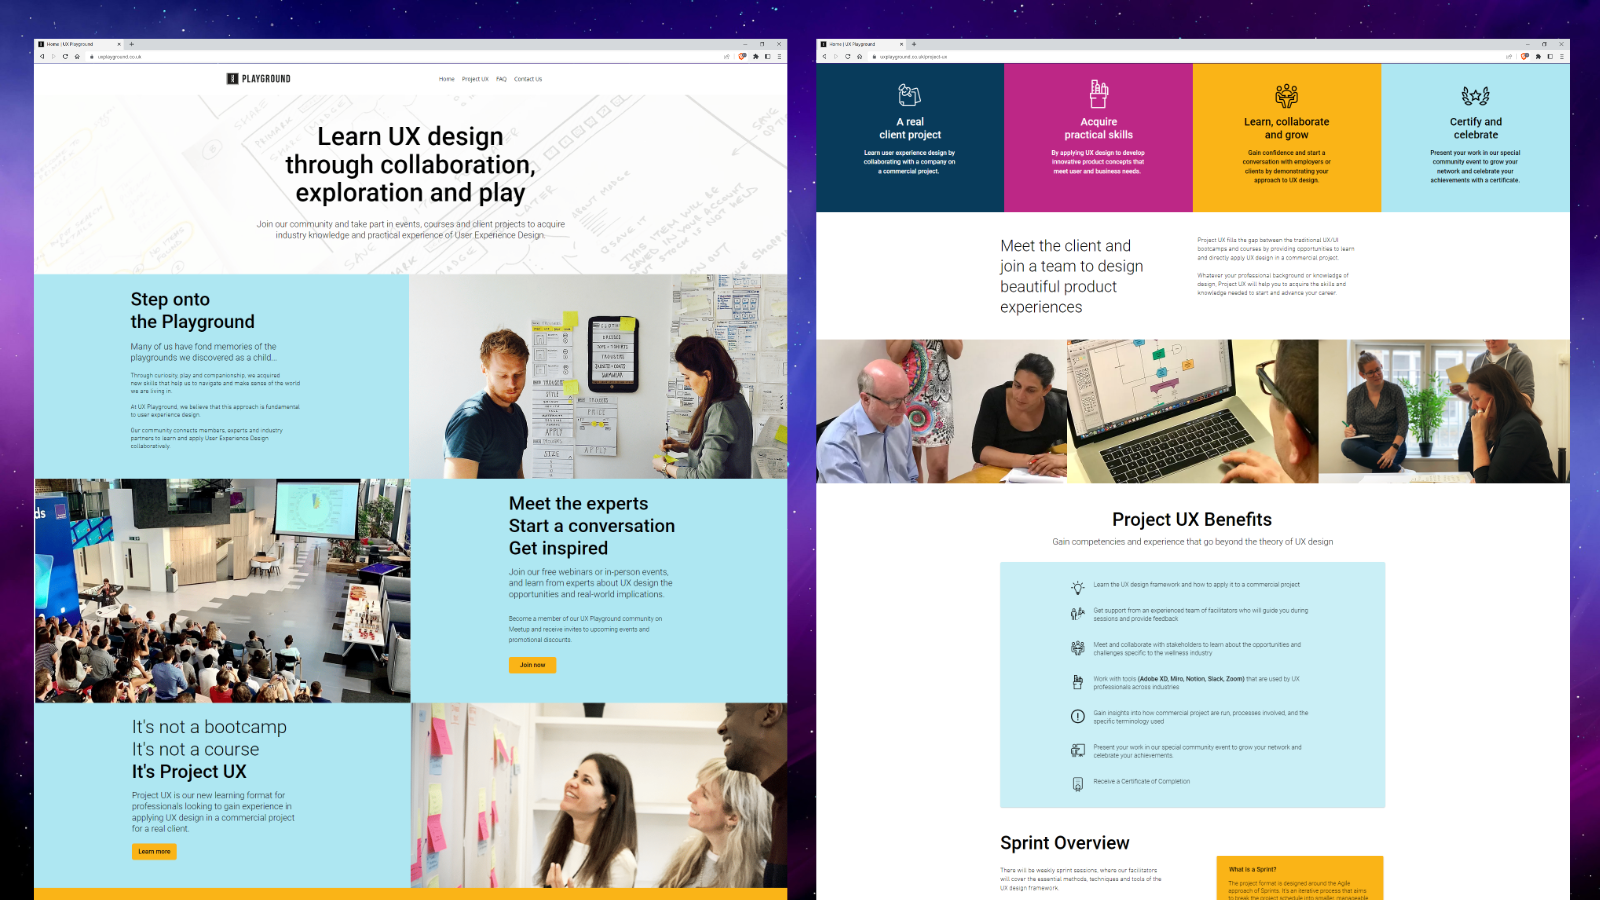 Home | UX Playground
uxplayground.co.uk
PLAYGROUND
Home
Project UX
FAQ
Contact Us
Learn UX design
through collaboration,
exploration and play
Join our community and take part in events, courses and client projects to acquire
industry knowledge and practical experience of User Experience Design.
Step onto
the Playground
Many of us have fond memories of the
playgrounds we discovered as a child...
Through curiosity, play and companionship, we acquired
new skills that help us to navigate and make sense of the world
we are living in.
At UX Playground, we believe that this approach is fundamental
to user experience design.
Our community connects members, experts and industry
partners to learn and apply User Experience Design
collaboratively.
Meet the experts
Start a conversation
Get inspired
Join our free webinars or in-person events,
and learn from experts about UX design the
opportunities and real-world implications.
Become a member of our UX Playground community on
Meetup and receive invites to upcoming events and
promotional discounts.
Join now
It's not a bootcamp
It's not a course
It's Project UX
Project UX is our new learning format for
professionals looking to gain experience in
applying UX design in a commercial project
for a real client.
Learn more
Home | UX Playground
uxplayground.co.uk/project-ux
A real
client project
Learn user experience design by
collaborating with a company on
a commercial project.
Acquire
practical skills
By applying UX design to develop
innovative product concepts that
meet user and business needs.
Learn, collaborate
and grow
Gain confidence and start a
conversation with employers or
clients by demonstrating your
approach to UX design.
Certify and
celebrate
Present your work in our special
community event to grow your
network and celebrate your
achievements with a certificate.
Meet the client and
join a team to design
beautiful product
experiences
Project UX fills the gap between the traditional UX/UI
bootcamps and courses by providing opportunities to learn
and directly apply UX design in a commercial project.
Whatever your professional background or knowledge of
design, Project UX will help you to acquire the skills and
knowledge needed to start and advance your career.
Project UX Benefits
Gain competencies and experience that go beyond the theory of UX design
Learn the UX design framework and how to apply it to a commercial project
Get support from an experienced team of facilitators who will guide you during
sessions and provide feedback
Meet and collaborate with stakeholders to learn about the opportunities and
challenges specific to the wellness industry
Work with tools (Adobe XD, Miro, Notion, Slack, Zoom) that are used by UX
professionals across industries
Gain insights into how commercial project are run, processes involved, and the
specific terminology used
Present your work in our special community event to grow your network and
celebrate your achievements.
Receive a Certificate of Completion
Sprint Overview
There will be weekly sprint sessions, where our facilitators
will cover the essential methods, techniques and tools of the
UX design framework.
What is a Sprint?
The project format is designed around the Agile
approach of Sprints. It's an iterative process that aims
to break the project schedule into smaller, manageable